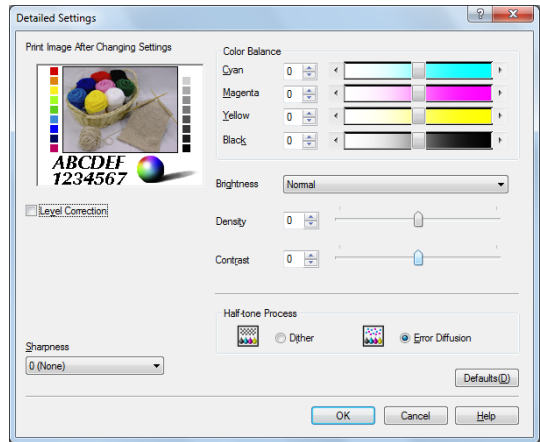 Detailed Settings
Print Image After Changing Settings
ABCDEF
1234567
Level Correction
Sharpness
0 (None)
Color Balance
Cyan 0
Magenta 0
Yellow 0
Black 0
Brightness Normal
Density 0
Contrast 0
Half-tone Process
Dither Error Diffusion
Defaults(D)
OK Cancel Help